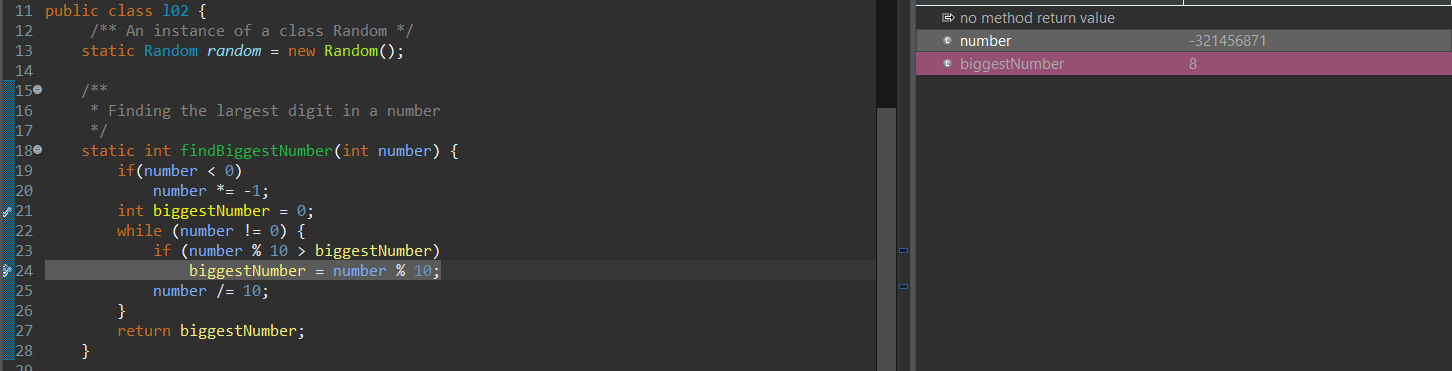 11 public class l02 {
12     /** An instance of a class Random */
13    static Random random = new Random();
14
15    /**
16     * Finding the largest digit in a number
17     */
18    static int findBiggestNumber(int number) {
19        if(number < 0)
20            number *= -1;
21        int biggestNumber = 0;
22        while (number != 0) {
23            if (number % 10 > biggestNumber)
24                biggestNumber = number % 10;
25            number /= 10;
26        }
27        return biggestNumber;
28    }
29
no method return value
number -321456871
biggestNumber 8